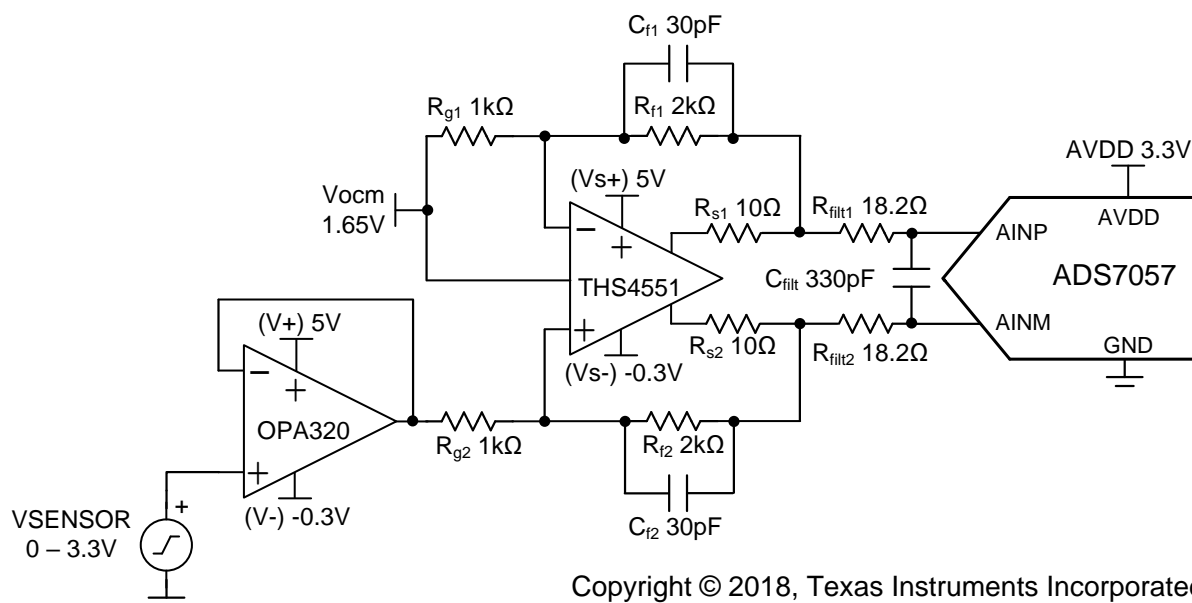 Cf1 30pF
Rg1 1kΩ
Rf1 2kΩ
AVDD 3.3V
Vocm
1.65V
(Vs+) 5V
Rs1 10Ω
Rfilt1 18.2Ω
AVDD
AINP
−
+
THS4551
Cfilt 330pF
ADS7057
+
Rs2 10Ω
Rfilt2 18.2Ω
AINM
GND
(Vs-) -0.3V
(V+) 5V
−
+
OPA320
+
(V-) -0.3V
Rg2 1kΩ
Rf2 2kΩ
Cf2 30pF
VSENSOR
0 – 3.3V
+
Copyright © 2018, Texas Instruments Incorporated